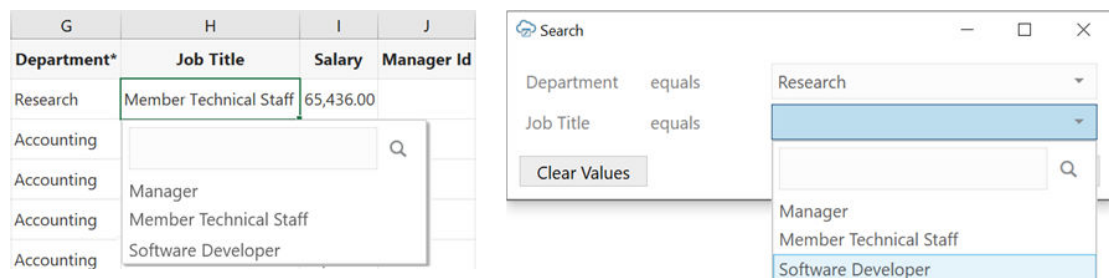 G H I J
Department* Job Title Salary Manager Id
Research Member Technical Staff 65,436.00
Accounting
Accounting
Manager
Accounting
Member Technical Staff
Accounting
Software Developer
Search
Department equals Research
Job Title equals
Clear Values
Manager
Member Technical Staff
Software Developer